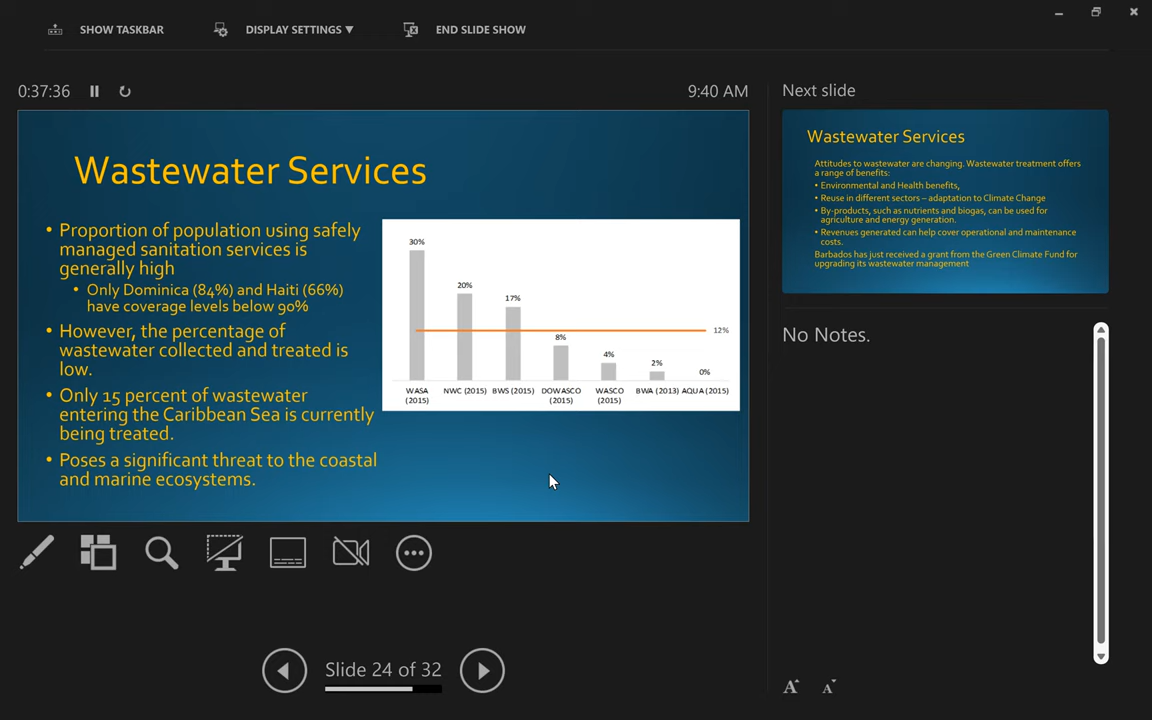 SHOW TASKBAR
DISPLAY SETTINGS ▼
END SLIDE SHOW
0:37:36
9:40 AM
Wastewater Services
• Proportion of population using safely
managed sanitation services is
generally high
• Only Dominica (84%) and Haiti (66%)
have coverage levels below 90%
• However, the percentage of
wastewater collected and treated is
low.
• Only 15 percent of wastewater
entering the Caribbean Sea is currently
being treated.
• Poses a significant threat to the coastal
and marine ecosystems.
30%
20%
17%
12%
8%
4%
2%
0%
WASA (2015)
NWC (2015)
BWS (2015)
DOWASCO (2015)
WASCO (2015)
BWA (2013)
AQUA (2015)
Slide 24 of 32
Next slide
Wastewater Services
Attitudes to wastewater are changing. Wastewater treatment offers
a range of benefits:
• Environmental and Health benefits,
• Reuse in different sectors – adaptation to Climate Change
• By-products, such as nutrients and biogas, can be used for
agriculture and energy generation.
• Revenues generated can help cover operational and maintenance
costs.
Barbados has just received a grant from the Green Climate Fund for
upgrading its wastewater management
No Notes.
A
A